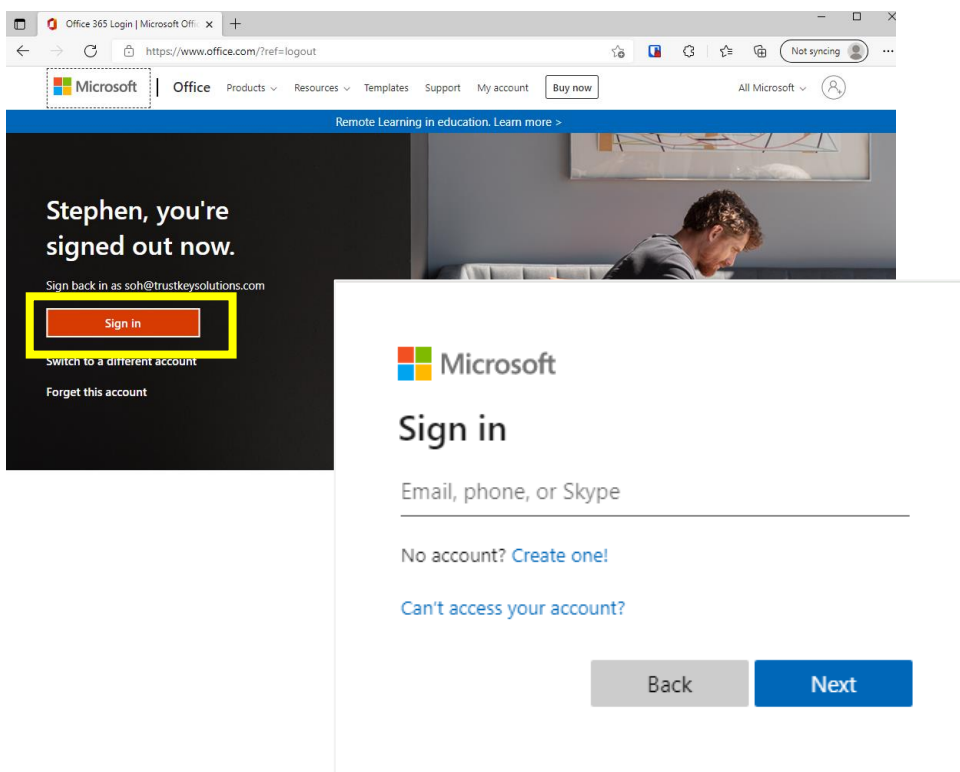 Office 365 Login | Microsoft Offi
https://www.office.com/?ref=logout
Not syncing
Microsoft Office Products Resources Templates Support My account Buy now All Microsoft
Remote Learning in education. Learn more >
Stephen, you're
signed out now.
Sign back in as soh@trustkeysolutions.com
Sign in
Switch to a different account
Forget this account
Microsoft
Sign in
Email, phone, or Skype
No account? Create one!
Can't access your account?
Back Next